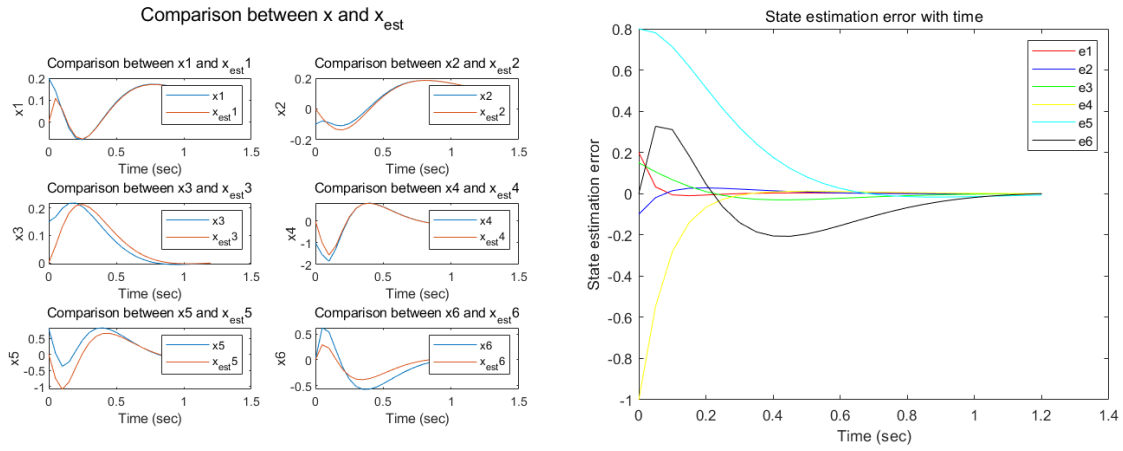 Comparison between x and x_est
Comparison between x1 and x_est1
x1
0.2
0.1
0
x1
x_est1
0 0.5 1 1.5
Time (sec)
Comparison between x2 and x_est2
x2
0.1
0
-0.1
x2
x_est2
0 0.5 1 1.5
Time (sec)
Comparison between x3 and x_est3
x3
0.2
0.1
0
x3
x_est3
0 0.5 1 1.5
Time (sec)
Comparison between x4 and x_est4
x4
0
-1
-2
x4
x_est4
0 0.5 1 1.5
Time (sec)
Comparison between x5 and x_est5
x5
0.5
0
-1
x5
x_est5
0 0.5 1 1.5
Time (sec)
Comparison between x6 and x_est6
x6
0.5
0
-0.5
x6
x_est6
0 0.5 1 1.5
Time (sec)
State estimation error with time
State estimation error
0.8
0.6
0.4
0.2
0
-0.2
-0.4
-0.6
-0.8
-1
e1
e2
e3
e4
e5
e6
0 0.2 0.4 0.6 0.8 1 1.2 1.4
Time (sec)